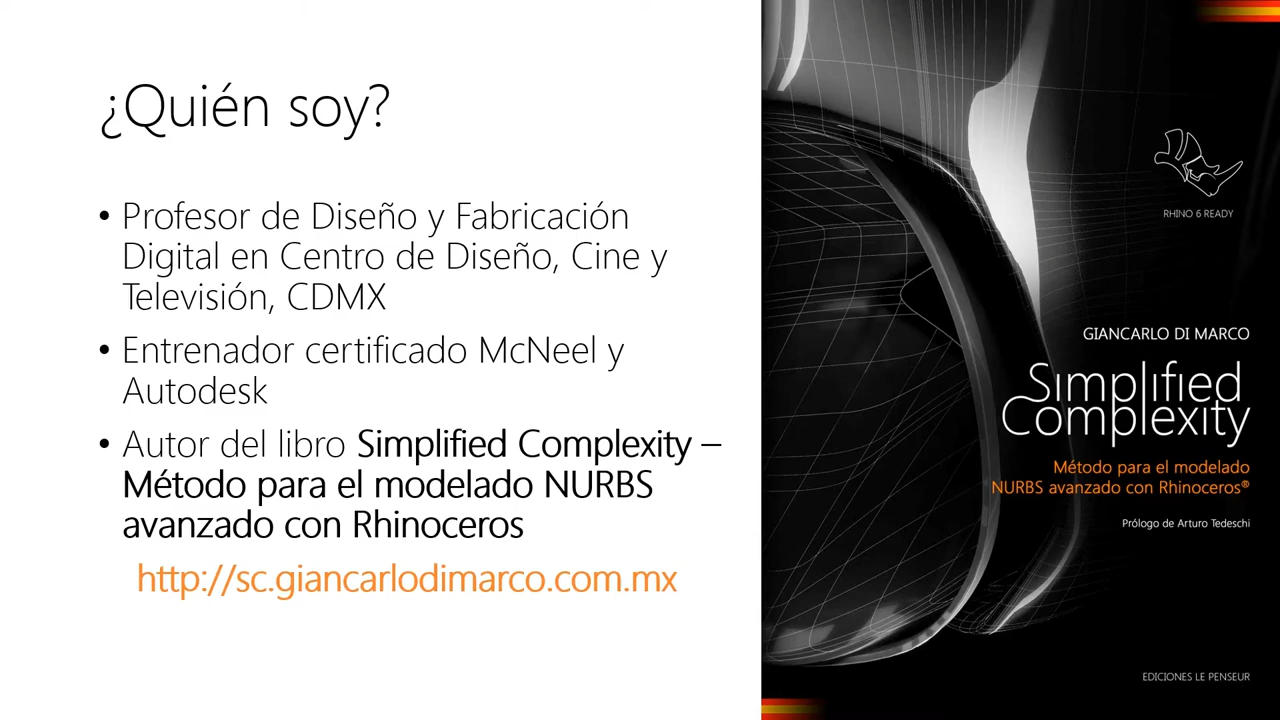 ¿Quién soy?
• Profesor de Diseño y Fabricación
Digital en Centro de Diseño, Cine y
Televisión, CDMX
• Entrenador certificado McNeel y
Autodesk
• Autor del libro Simplified Complexity –
Método para el modelado NURBS
avanzado con Rhinoceros
http://sc.giancarlodimarco.com.mx
RHINO 6 READY
GIANCARLO DI MARCO
Simplified
Complexity
Método para el modelado
NURBS avanzado con Rhinoceros®
Prólogo de Arturo Tedeschi
EDICIONES LE PENSEUR